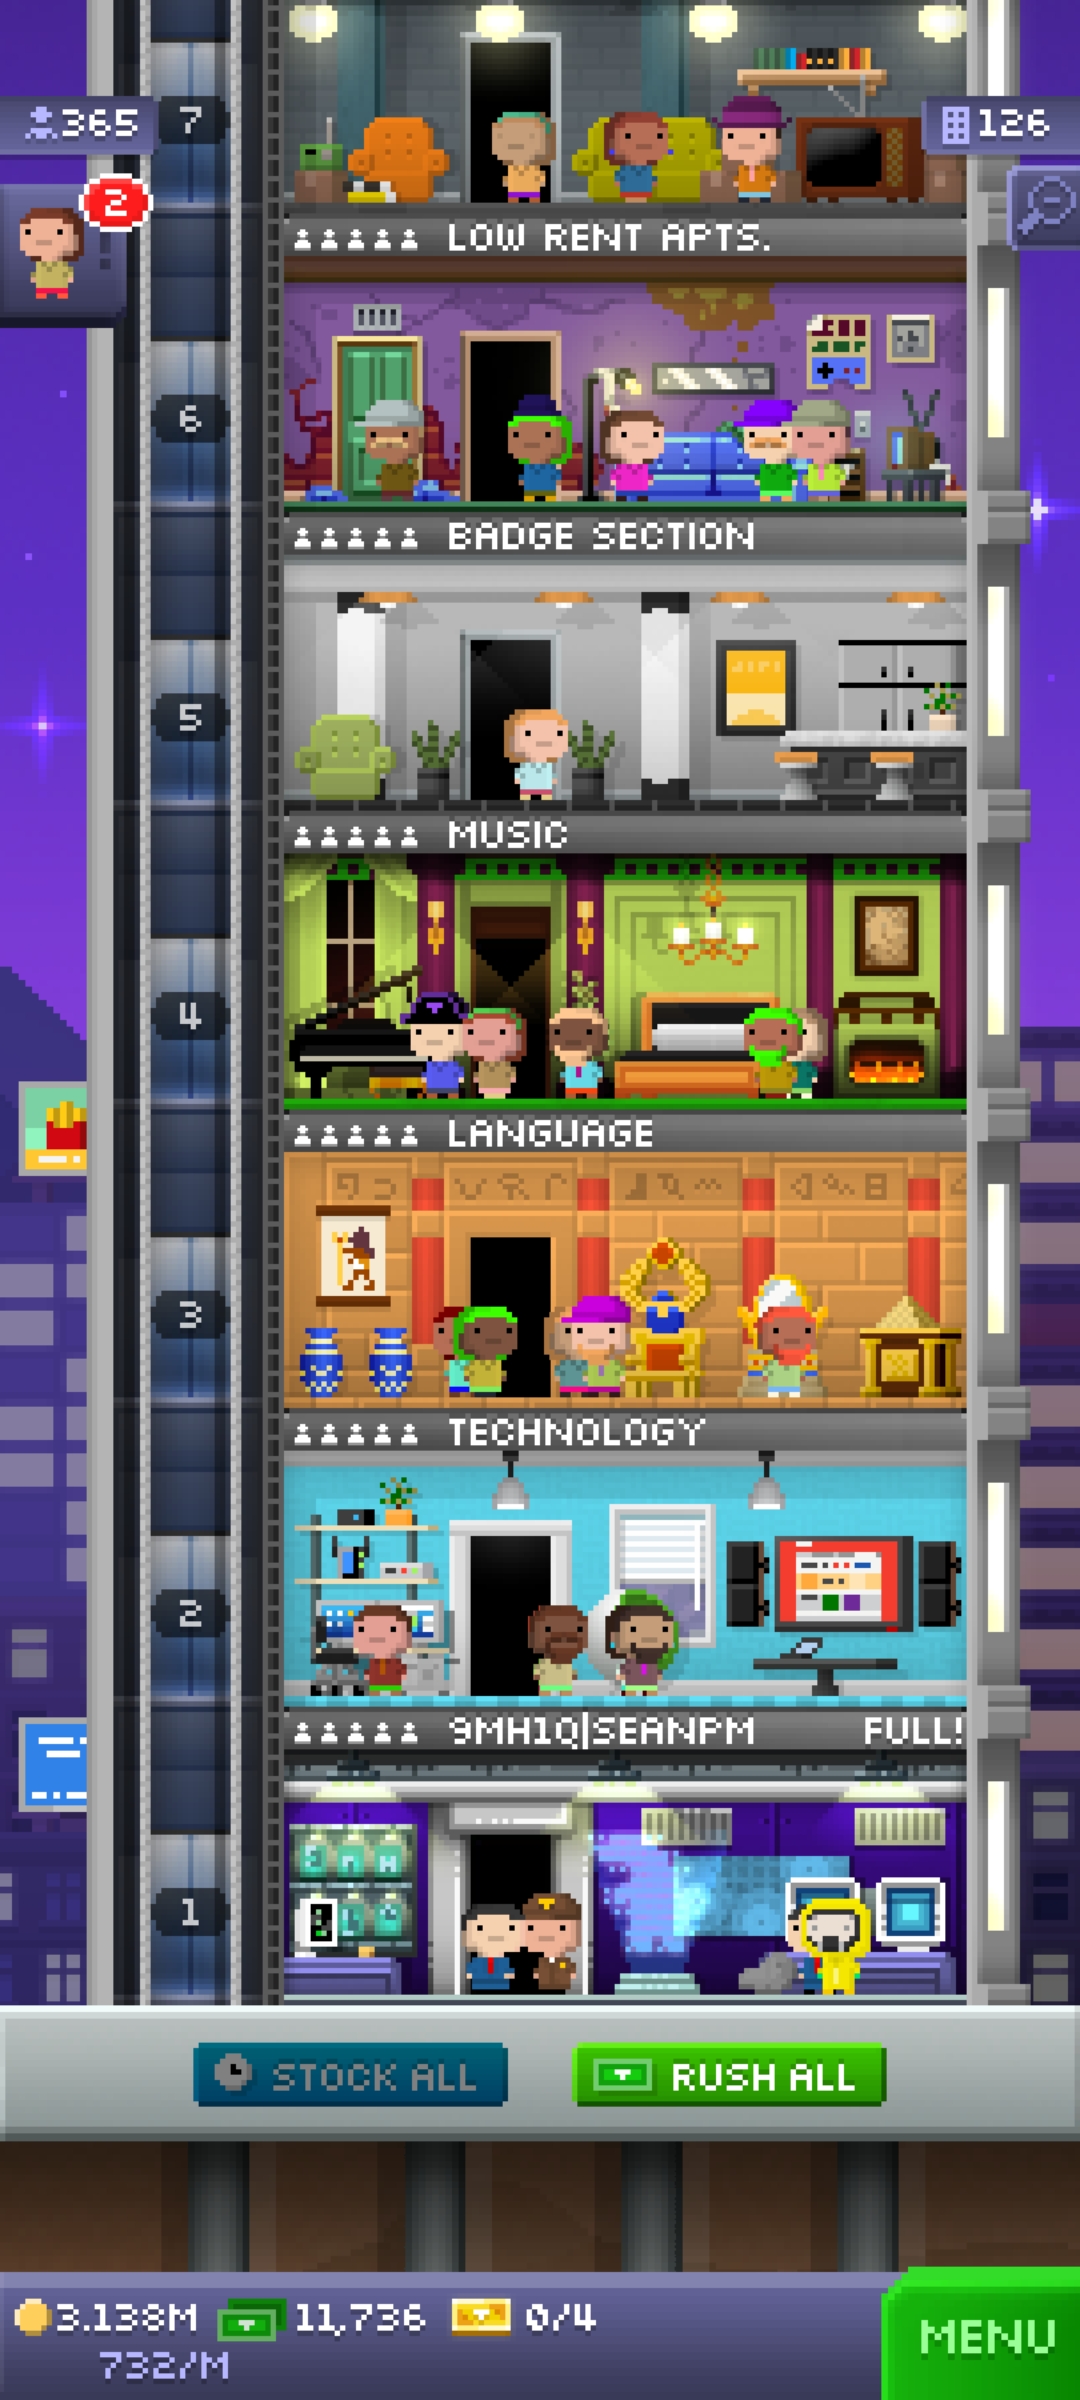 7
365
126
2
LOW RENT APTS.
6
BADGE SECTION
5
MUSIC
4
LANGUAGE
3
TECHNOLOGY
2
9MH1Q|SEANPM FULL!
1
STOCK ALL
RUSH ALL
3.138M 11,736 0/4
732/M
MENU